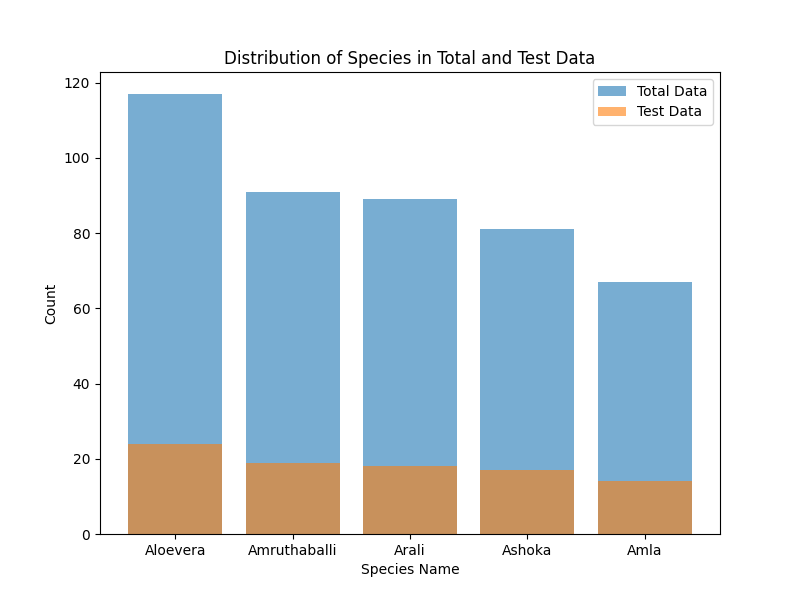 Distribution of Species in Total and Test Data
Total Data
Test Data
120
100
80
60
40
20
0
Count
Aloevera Amruthaballi Arali Ashoka Amla
Species Name